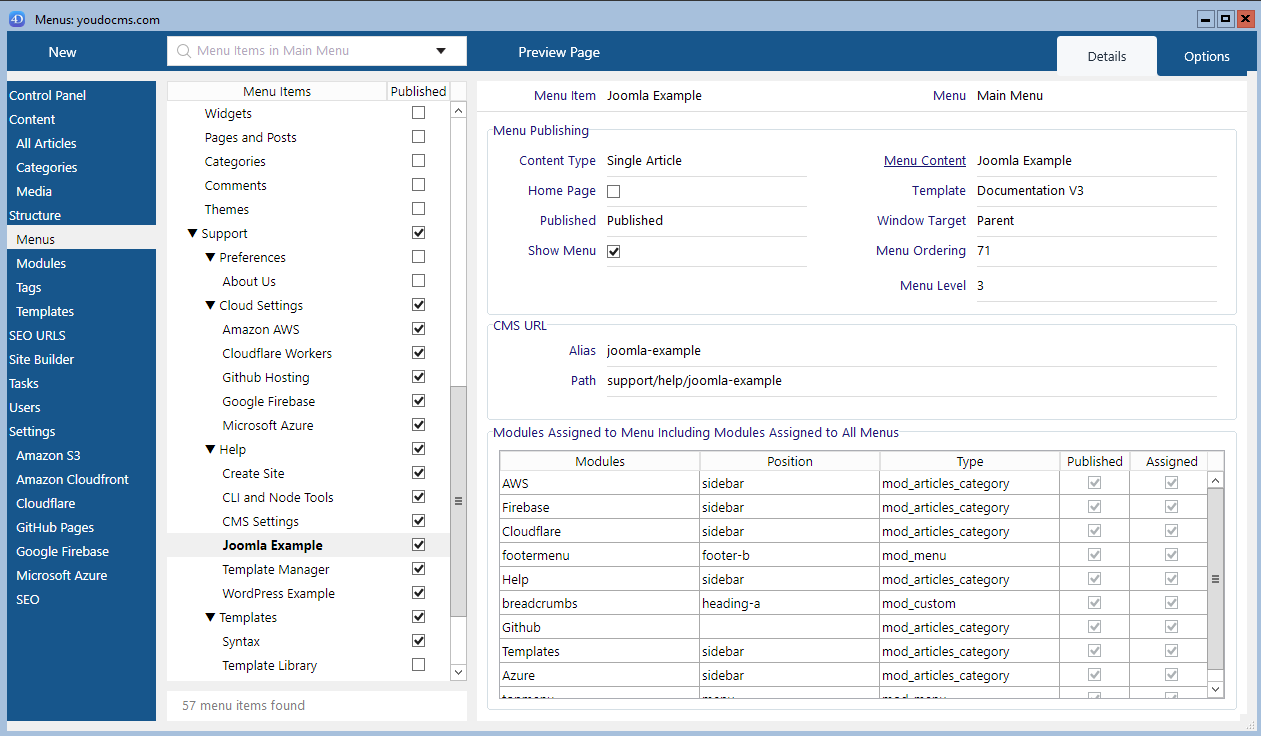 4D Menus: youdocms.com
New Menu Items in Main Menu Preview Page Details Options
Control Panel
Content
All Articles
Categories
Media
Structure
Menus
Modules
Tags
Templates
SEO URLS
Site Builder
Tasks
Users
Settings
Amazon S3
Amazon Cloudfront
Cloudflare
GitHub Pages
Google Firebase
Microsoft Azure
SEO
Menu Items Published
Widgets
Pages and Posts
Categories
Comments
Themes
Support
Preferences
About Us
Cloud Settings
Amazon AWS
Cloudflare Workers
Github Hosting
Google Firebase
Microsoft Azure
Help
Create Site
CLI and Node Tools
CMS Settings
Joomla Example
Template Manager
WordPress Example
Templates
Syntax
Template Library
57 menu items found
Menu Item Joomla Example Menu Main Menu
Menu Publishing
Content Type Single Article Menu Content Joomla Example
Home Page Template Documentation V3
Published Published Window Target Parent
Show Menu Menu Ordering 71
Menu Level 3
CMS URL
Alias joomla-example
Path support/help/joomla-example
Modules Assigned to Menu Including Modules Assigned to All Menus
Modules Position Type Published Assigned
AWS sidebar mod_articles_category
Firebase sidebar mod_articles_category
Cloudflare sidebar mod_articles_category
footermenu footer-b mod_menu
Help sidebar mod_articles_category
breadcrumbs heading-a mod_custom
Github mod_articles_category
Templates sidebar mod_articles_category
Azure sidebar mod_articles_category